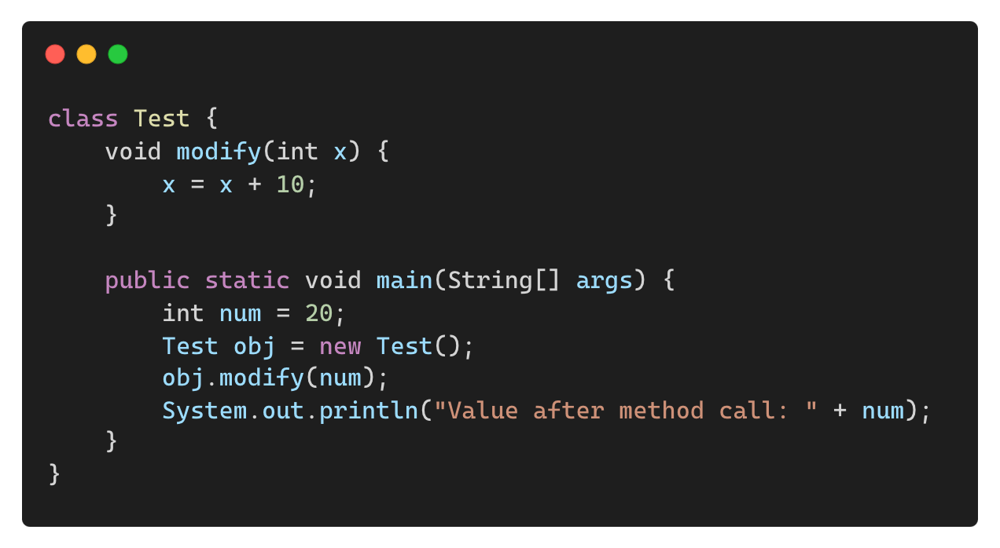 class Test {
    void modify(int x) {
        x = x + 10;
    }

    public static void main(String[] args) {
        int num = 20;
        Test obj = new Test();
        obj.modify(num);
        System.out.println("Value after method call: " + num);
    }
}